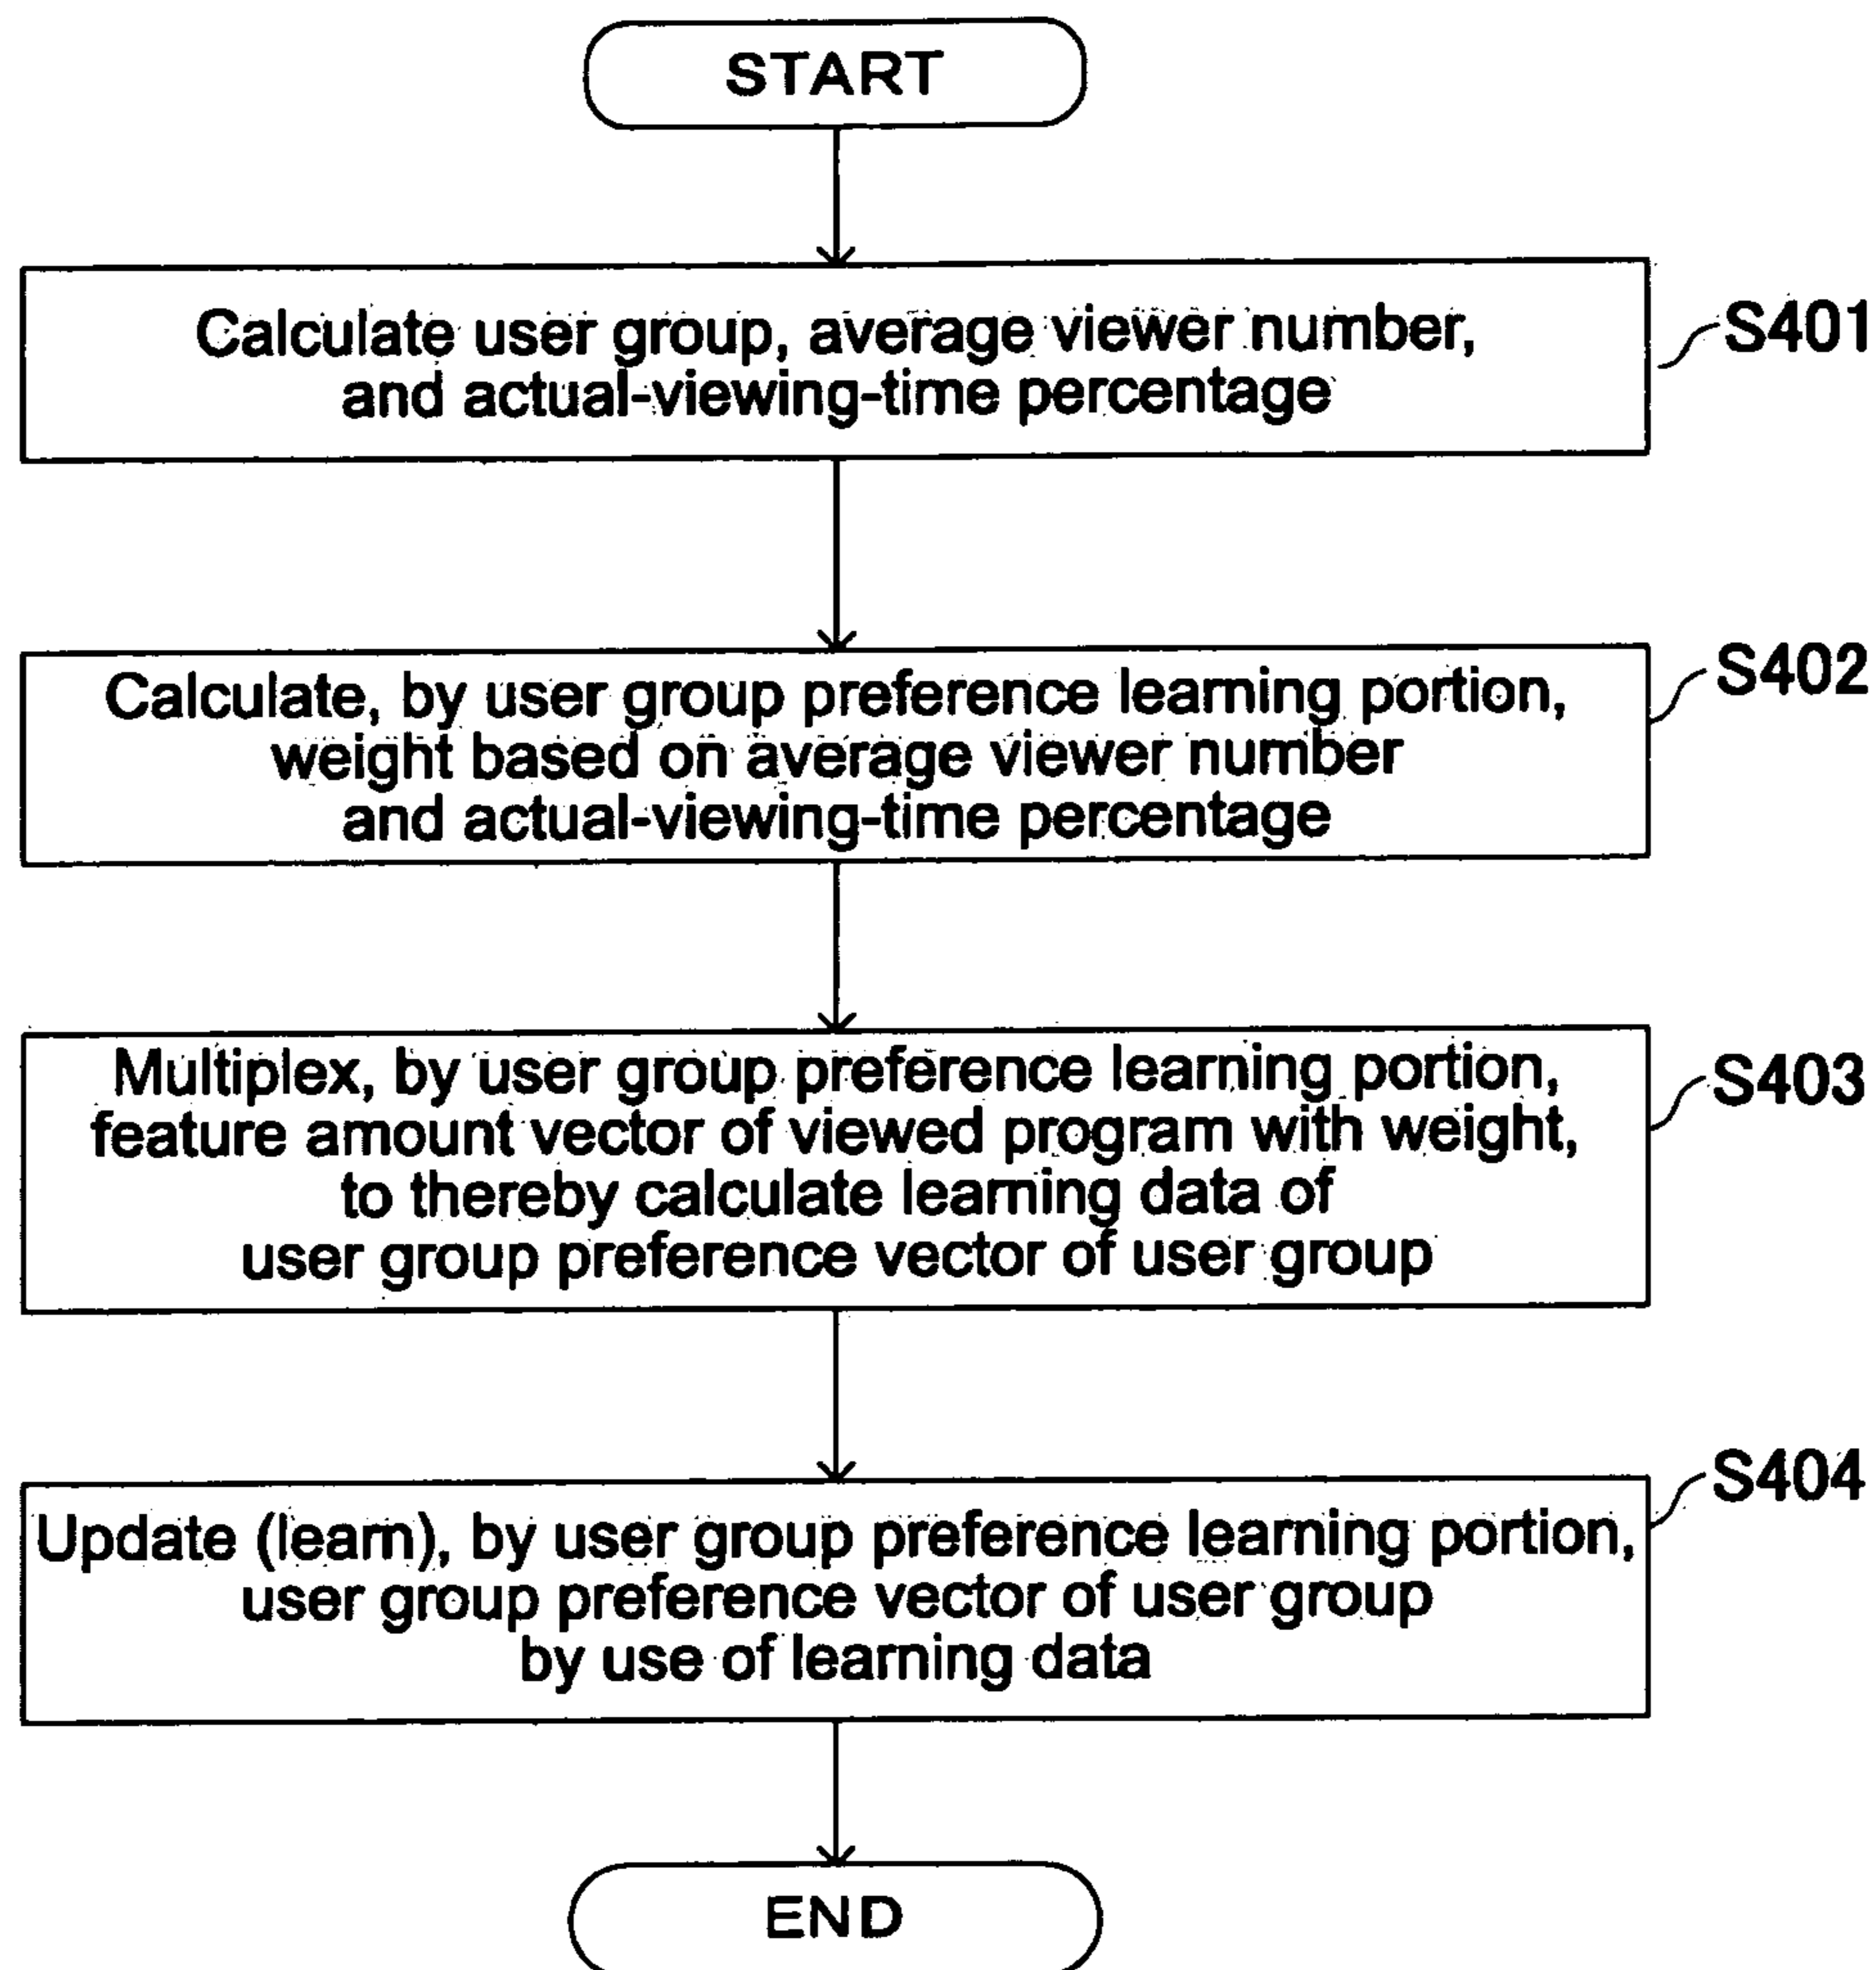 START
Calculate user group, average viewer number,
and actual-viewing-time percentage
S401
Calculate, by user group preference learning portion,
weight based on average viewer number
and actual-viewing-time percentage
S402
Multiplex, by user group preference learning portion,
feature amount vector of viewed program with weight,
to thereby calculate learning data of
user group preference vector of user group
S403
Update (learn), by user group preference learning portion,
user group preference vector of user group
by use of learning data
S404
END